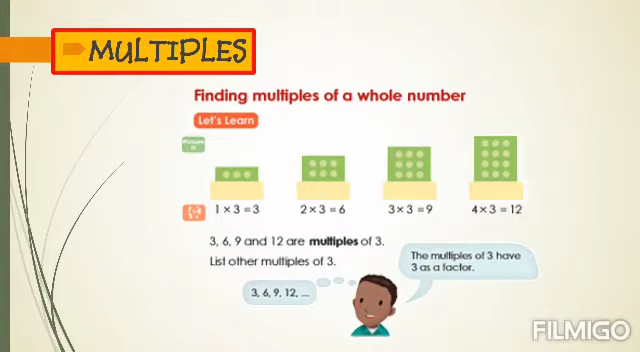 MULTIPLES
Finding multiples of a whole number
Let's Learn
Picture it
1 × 3 = 3 2 × 3 = 6 3 × 3 = 9 4 × 3 = 12
3, 6, 9 and 12 are multiples of 3.
List other multiples of 3.
The multiples of 3 have
3 as a factor.
3, 6, 9, 12, ...
FILMIGO